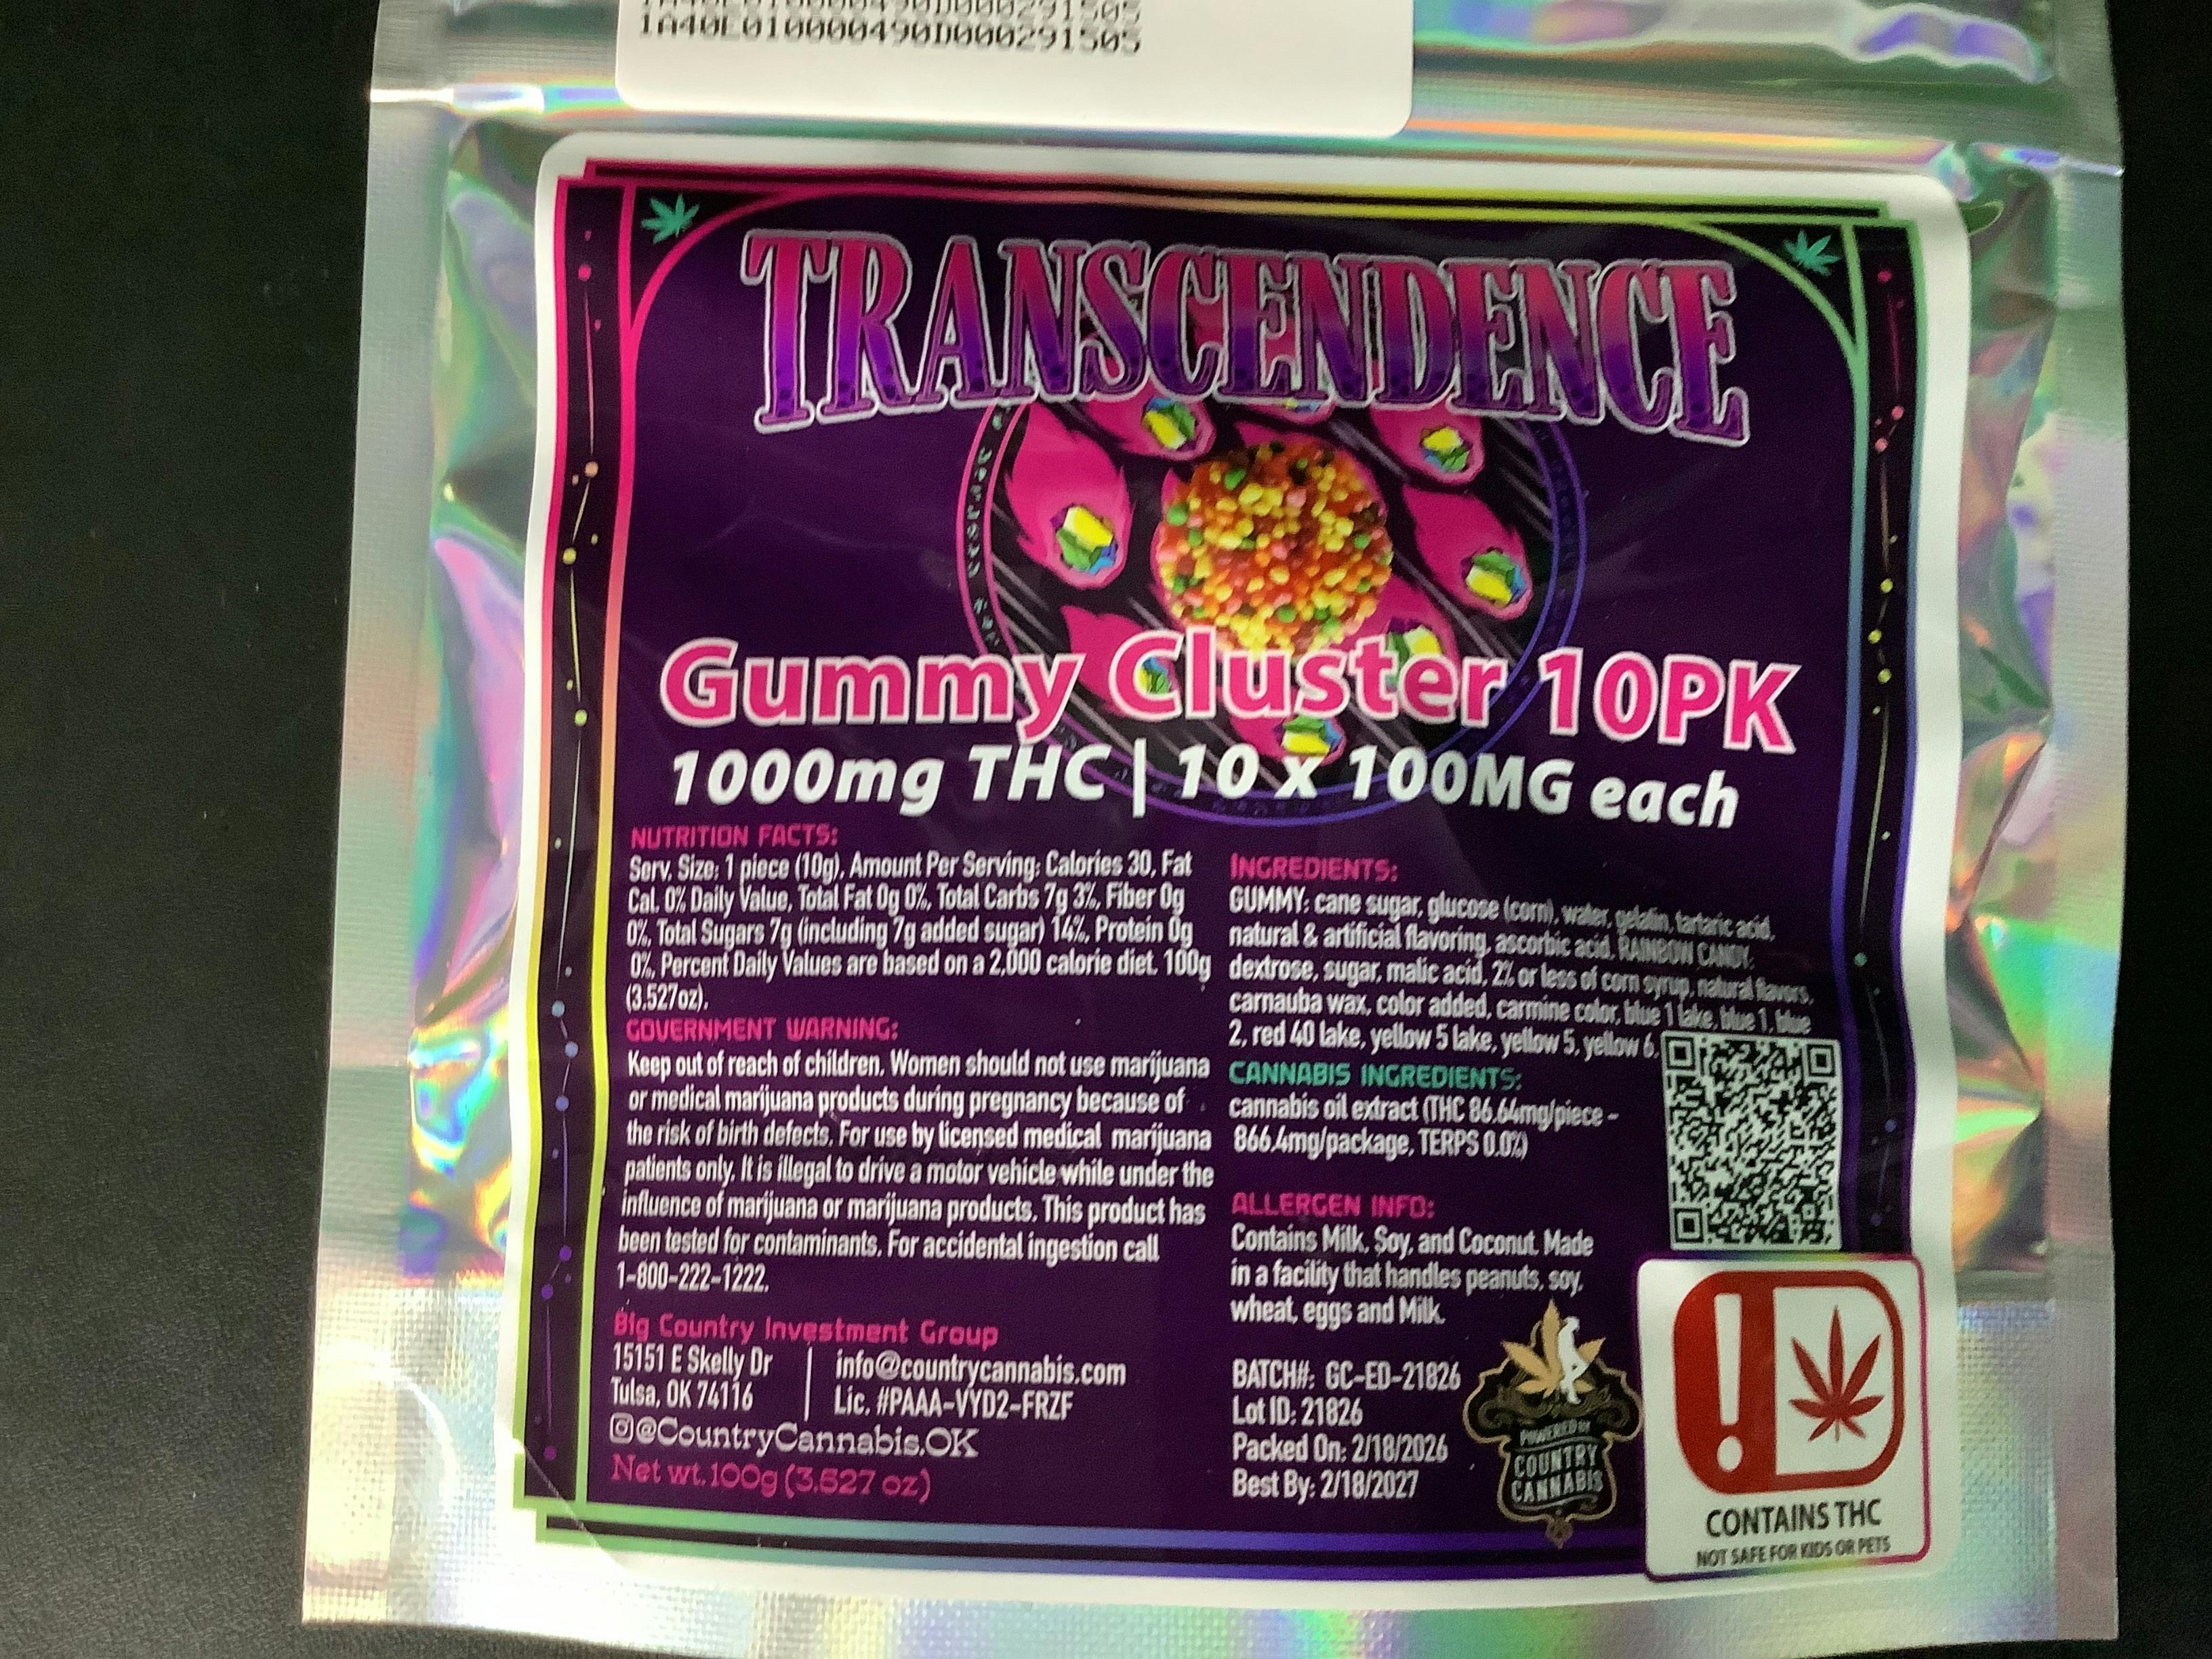 1A40E010000490D000291505
1A40E010000490D000291505
TRANSCENDENCE
Gummy Cluster 10PK
1000mg THC | 10 x 100MG each
NUTRITION FACTS:
Serv. Size: 1 piece (10g), Amount Per Serving: Calories 30, Fat
Cal. 0% Daily Value, Total Fat 0g 0%, Total Carbs 7g 3%, Fiber 0g
0%, Total Sugars 7g (including 7g added sugar) 14%, Protein 0g
0%, Percent Daily Values are based on a 2,000 calorie diet. 100g
(3.527oz).
GOVERNMENT WARNING:
Keep out of reach of children. Women should not use marijuana
or medical marijuana products during pregnancy because of
the risk of birth defects. For use by licensed medical marijuana
patients only. It is illegal to drive a motor vehicle while under the
influence of marijuana or marijuana products. This product has
been tested for contaminants. For accidental ingestion call
1-800-222-1222.
Big Country Investment Group
15151 E Skelly Dr | info@countrycannabis.com
Tulsa, OK 74116 | Lic. #PAAA-VYD2-FRZF
@CountryCannabis.OK
Net wt. 100g (3.527 oz)
INGREDIENTS:
GUMMY: cane sugar, glucose (corn), water, gelatin, tartaric acid,
natural & artificial flavoring, ascorbic acid. RAINBOW CANDY:
dextrose, sugar, malic acid, 2% or less of corn syrup, natural flavors,
carnauba wax, color added, carmine color, blue 1 lake, blue 1, blue
2, red 40 lake, yellow 5 lake, yellow 5, yellow 6.
CANNABIS INGREDIENTS:
cannabis oil extract (THC 86.64mg/piece -
866.4mg/package, TERPS 0.0%)
ALLERGEN INFO:
Contains Milk, Soy, and Coconut. Made
in a facility that handles peanuts, soy,
wheat, eggs and Milk.
BATCH#: GC-ED-21826
Lot ID: 21826
Packed On: 2/18/2026
Best By: 2/18/2027
POWERED BY
COUNTRY
CANNABIS
CONTAINS THC
NOT SAFE FOR KIDS OR PETS